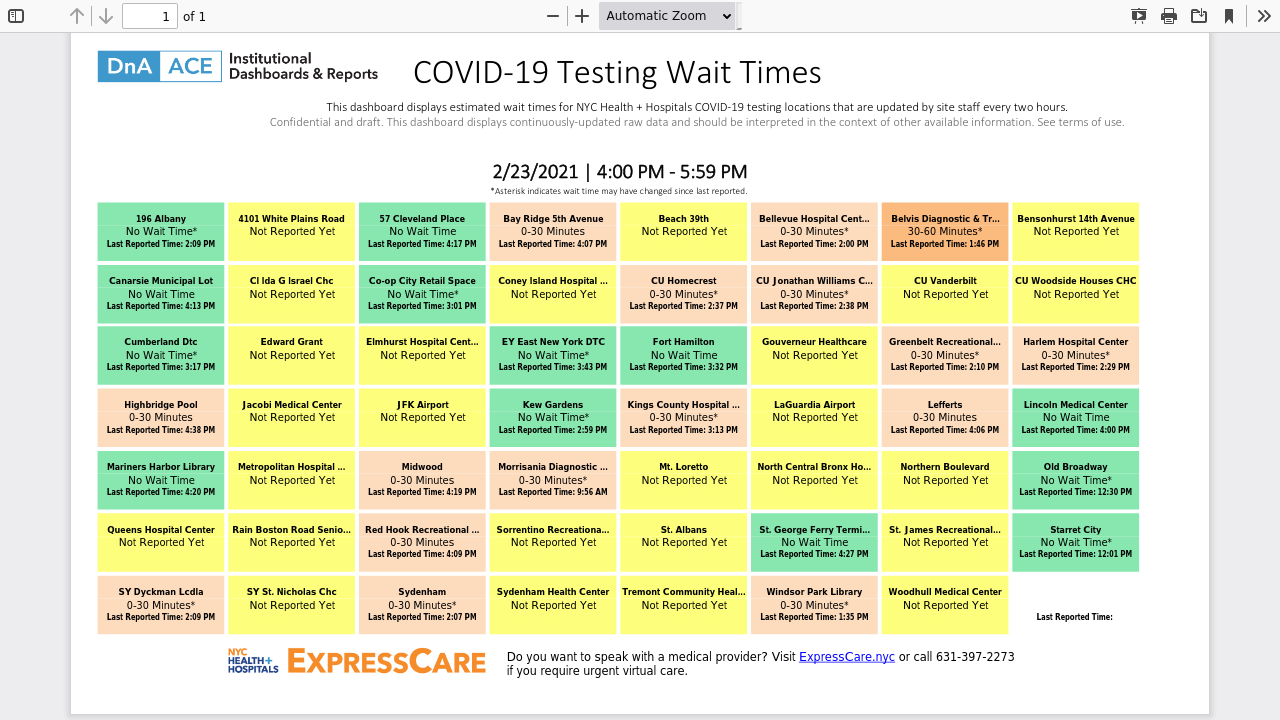 1 of 1 Automatic Zoom
DnA ACE Institutional
Dashboards & Reports
COVID-19 Testing Wait Times
This dashboard displays estimated wait times for NYC Health + Hospitals COVID-19 testing locations that are updated by site staff every two hours.
Confidential and draft. This dashboard displays continuously-updated raw data and should be interpreted in the context of other available information. See terms of use.
2/23/2021 | 4:00 PM - 5:59 PM
*Asterisk indicates wait time may have changed since last reported.
196 Albany
No Wait Time*
Last Reported Time: 2:09 PM
4101 White Plains Road
Not Reported Yet
57 Cleveland Place
No Wait Time
Last Reported Time: 4:17 PM
Bay Ridge 5th Avenue
0-30 Minutes
Last Reported Time: 4:07 PM
Beach 39th
Not Reported Yet
Bellevue Hospital Cent...
0-30 Minutes*
Last Reported Time: 2:00 PM
Belvis Diagnostic & Tr...
30-60 Minutes*
Last Reported Time: 1:46 PM
Bensonhurst 14th Avenue
Not Reported Yet
Canarsie Municipal Lot
No Wait Time
Last Reported Time: 4:13 PM
CI Ida G Israel Chc
Not Reported Yet
Co-op City Retail Space
No Wait Time*
Last Reported Time: 3:01 PM
Coney Island Hospital ...
Not Reported Yet
CU Homecrest
0-30 Minutes*
Last Reported Time: 2:37 PM
CU Jonathan Williams C...
0-30 Minutes*
Last Reported Time: 2:38 PM
CU Vanderbilt
Not Reported Yet
CU Woodside Houses CHC
Not Reported Yet
Cumberland Dtc
No Wait Time*
Last Reported Time: 3:17 PM
Edward Grant
Not Reported Yet
Elmhurst Hospital Cent...
Not Reported Yet
EY East New York DTC
No Wait Time*
Last Reported Time: 3:43 PM
Fort Hamilton
No Wait Time
Last Reported Time: 3:32 PM
Gouverneur Healthcare
Not Reported Yet
Greenbelt Recreational...
0-30 Minutes*
Last Reported Time: 2:10 PM
Harlem Hospital Center
0-30 Minutes*
Last Reported Time: 2:29 PM
Highbridge Pool
0-30 Minutes
Last Reported Time: 4:38 PM
Jacobi Medical Center
Not Reported Yet
JFK Airport
Not Reported Yet
Kew Gardens
No Wait Time*
Last Reported Time: 2:59 PM
Kings County Hospital ...
0-30 Minutes*
Last Reported Time: 3:13 PM
LaGuardia Airport
Not Reported Yet
Lefferts
0-30 Minutes
Last Reported Time: 4:06 PM
Lincoln Medical Center
No Wait Time
Last Reported Time: 4:00 PM
Mariners Harbor Library
No Wait Time
Last Reported Time: 4:20 PM
Metropolitan Hospital ...
Not Reported Yet
Midwood
0-30 Minutes
Last Reported Time: 4:19 PM
Morrisania Diagnostic ...
0-30 Minutes*
Last Reported Time: 9:56 AM
Mt. Loretto
Not Reported Yet
North Central Bronx Ho...
Not Reported Yet
Northern Boulevard
Not Reported Yet
Old Broadway
No Wait Time*
Last Reported Time: 12:30 PM
Queens Hospital Center
Not Reported Yet
Rain Boston Road Senio...
Not Reported Yet
Red Hook Recreational ...
0-30 Minutes
Last Reported Time: 4:09 PM
Sorrentino Recreationa...
Not Reported Yet
St. Albans
Not Reported Yet
St. George Ferry Termi...
No Wait Time
Last Reported Time: 4:27 PM
St. James Recreational...
Not Reported Yet
Starret City
No Wait Time*
Last Reported Time: 12:01 PM
SY Dyckman Lcdla
0-30 Minutes*
Last Reported Time: 2:09 PM
SY St. Nicholas Chc
Not Reported Yet
Sydenham
0-30 Minutes*
Last Reported Time: 2:07 PM
Sydenham Health Center
Not Reported Yet
Tremont Community Heal...
Not Reported Yet
Windsor Park Library
0-30 Minutes*
Last Reported Time: 1:35 PM
Woodhull Medical Center
Not Reported Yet
Last Reported Time:
NYC
HEALTH+
HOSPITALS
EXPRESSCARE
Do you want to speak with a medical provider? Visit ExpressCare.nyc or call 631-397-2273
if you require urgent virtual care.